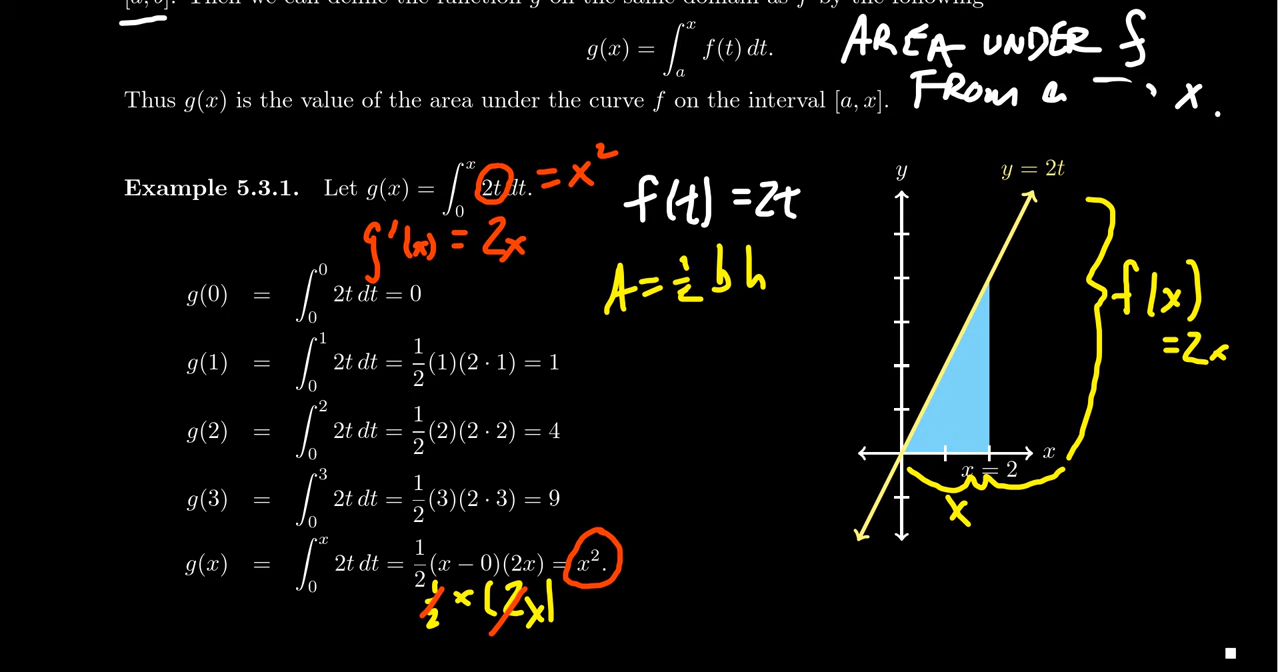 [a, b]. Then we can define the function g on the same domain as f by the following
g(x) = ∫_a^x f(t) dt.
AREA UNDER f
FROM a → x.
Thus g(x) is the value of the area under the curve f on the interval [a, x].
Example 5.3.1. Let g(x) = ∫_0^x 2t dt. = x²
g'(x) = 2x
f(t) = 2t
A = ½ b h
g(0) = ∫_0^0 2t dt = 0
g(1) = ∫_0^1 2t dt = 1/2 (1)(2 · 1) = 1
g(2) = ∫_0^2 2t dt = 1/2 (2)(2 · 2) = 4
g(3) = ∫_0^3 2t dt = 1/2 (3)(2 · 3) = 9
g(x) = ∫_0^x 2t dt = 1/2 (x − 0)(2x) = x².
½ x (2x)
y
y = 2t
f(x)
= 2x
x
x = 2
x